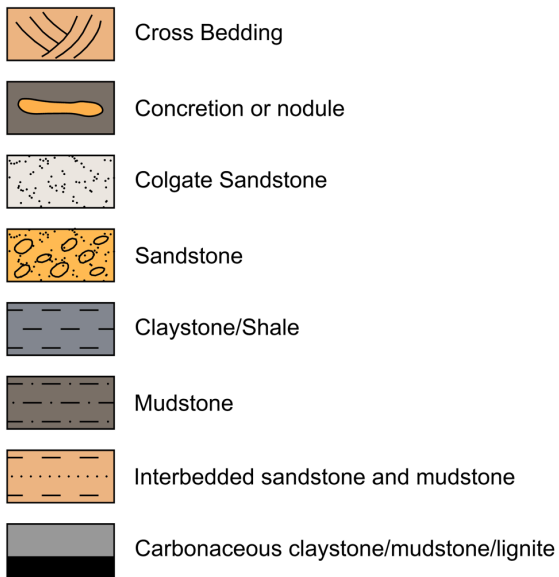 Cross Bedding
Concretion or nodule
Colgate Sandstone
Sandstone
Claystone/Shale
Mudstone
Interbedded sandstone and mudstone
Carbonaceous claystone/mudstone/lignite